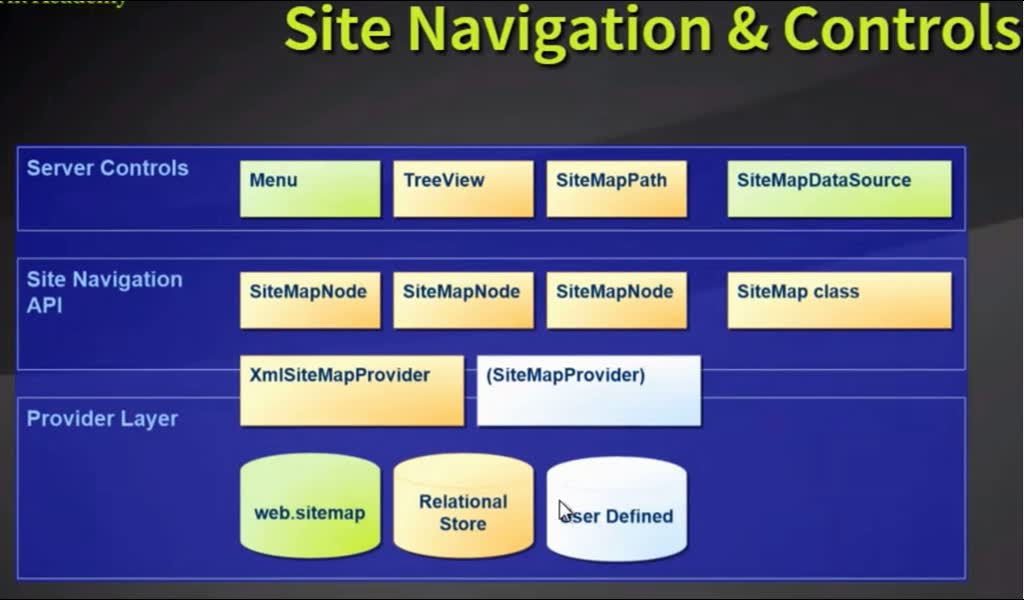 Academy
Site Navigation & Controls
Server Controls
Menu
TreeView
SiteMapPath
SiteMapDataSource
Site Navigation
API
SiteMapNode
SiteMapNode
SiteMapNode
SiteMap class
XmlSiteMapProvider
(SiteMapProvider)
Provider Layer
web.sitemap
Relational
Store
User Defined